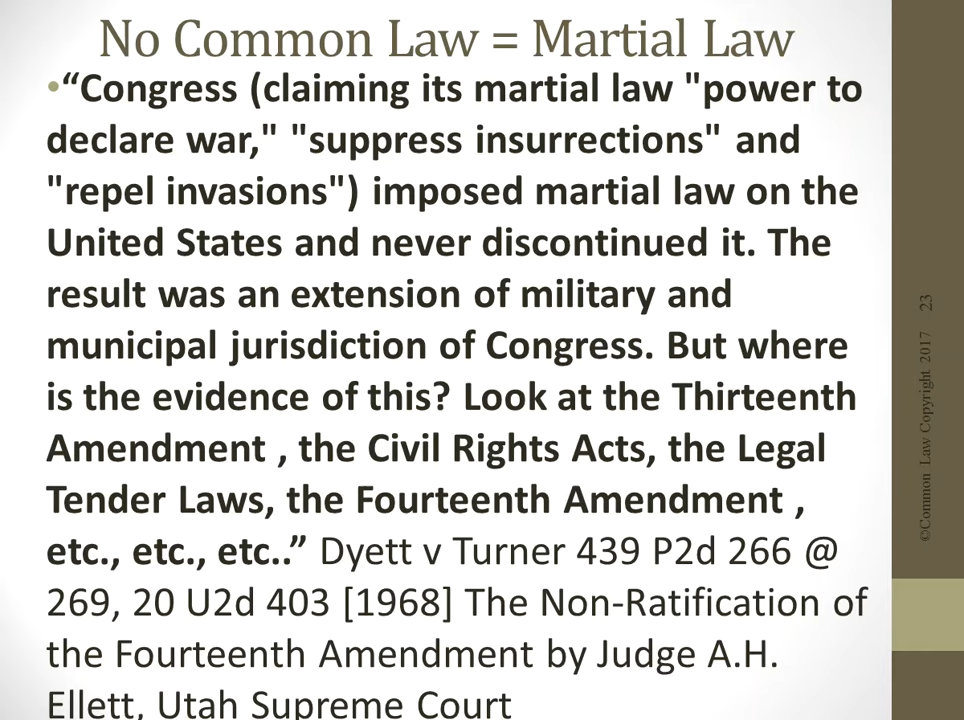 No Common Law = Martial Law
•“Congress (claiming its martial law "power to
declare war," "suppress insurrections" and
"repel invasions") imposed martial law on the
United States and never discontinued it. The
result was an extension of military and
municipal jurisdiction of Congress. But where
is the evidence of this? Look at the Thirteenth
Amendment , the Civil Rights Acts, the Legal
Tender Laws, the Fourteenth Amendment ,
etc., etc., etc..” Dyett v Turner 439 P2d 266 @
269, 20 U2d 403 [1968] The Non-Ratification of
the Fourteenth Amendment by Judge A.H.
Ellett, Utah Supreme Court
©Common Law Copyright 2017 23